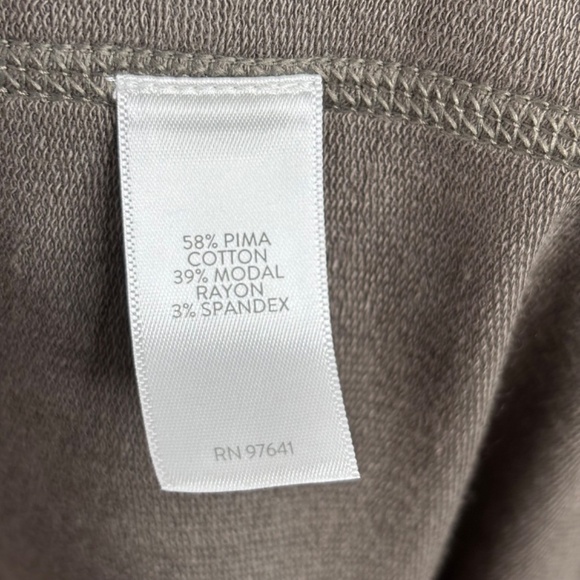 58% PIMA
COTTON
39% MODAL
RAYON
3% SPANDEX
RN 97641